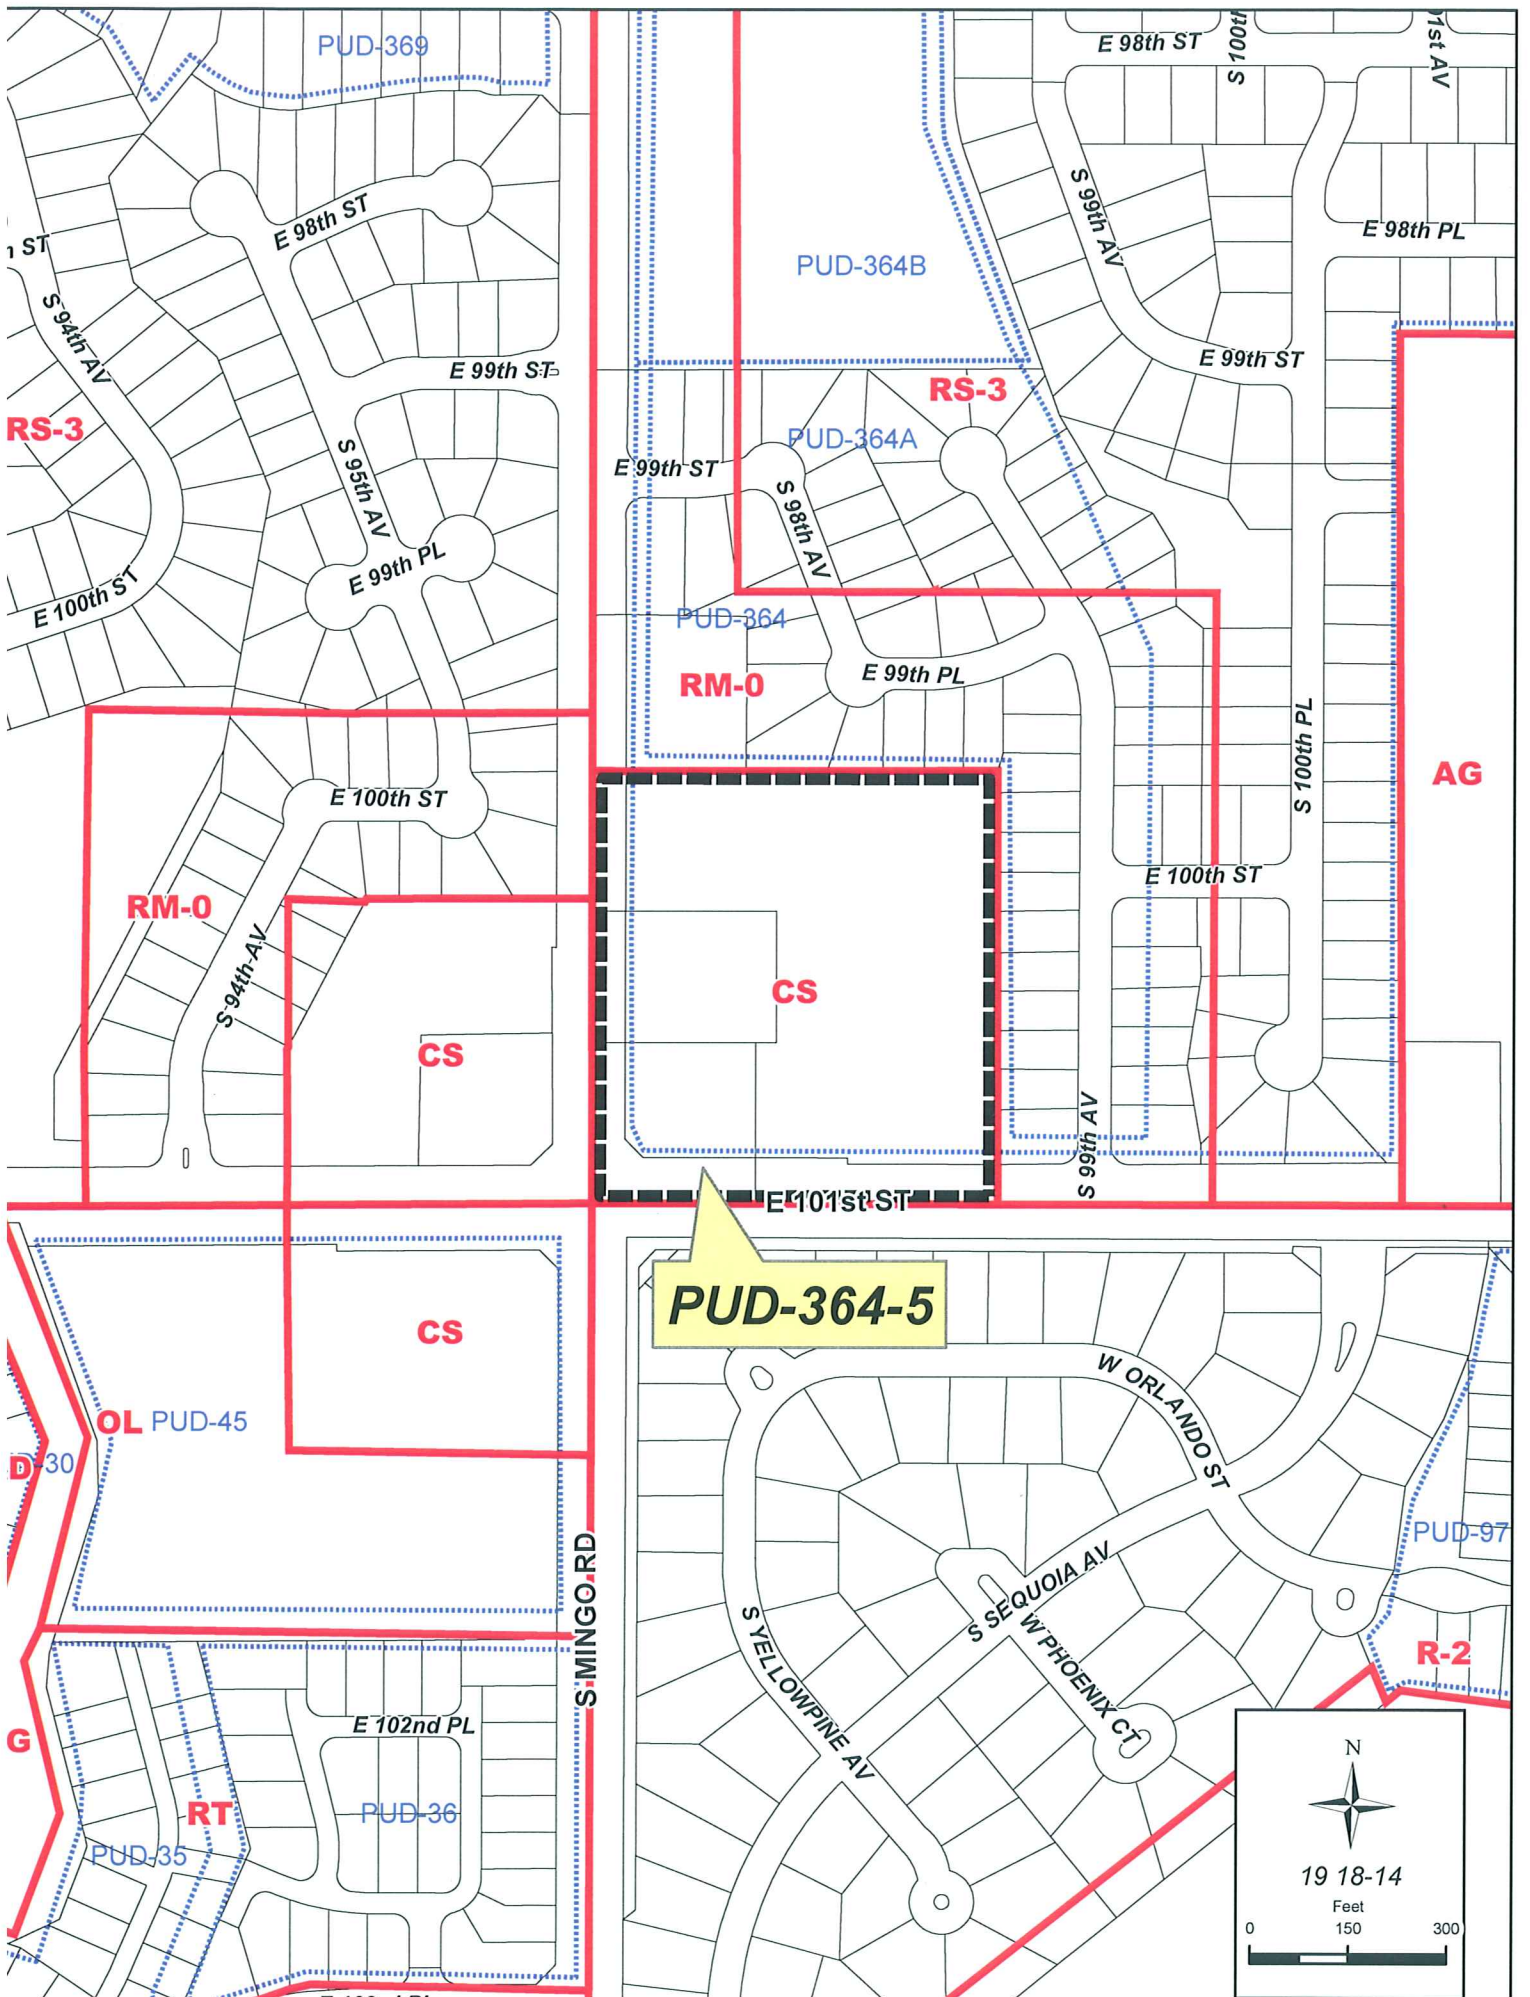 PUD-369
E 98th ST
S 100th
1st AV
E 98th ST
S 99th AV
E 98th PL
ST
PUD-364B
S 94th AV
E 99th ST
E 99th ST
RS-3
RS-3
PUD-364A
S 95th AV
E 99th ST
S 98th AV
E 99th PL
E 100th ST
PUD-364
E 99th PL
RM-0
S 100th PL
AG
E 100th ST
E 100th ST
RM-0
S 94th AV
CS
CS
S 99th AV
E 101st ST
PUD-364-5
CS
W ORLANDO ST
OL PUD-45
D
30
PUD-97
S MINGO RD
S SEQUOIA AV
S YELLOWPINE AV
W PHOENIX CT
R-2
G
E 102nd PL
RT
PUD-36
PUD-35
N
19 18-14
Feet
0 150 300